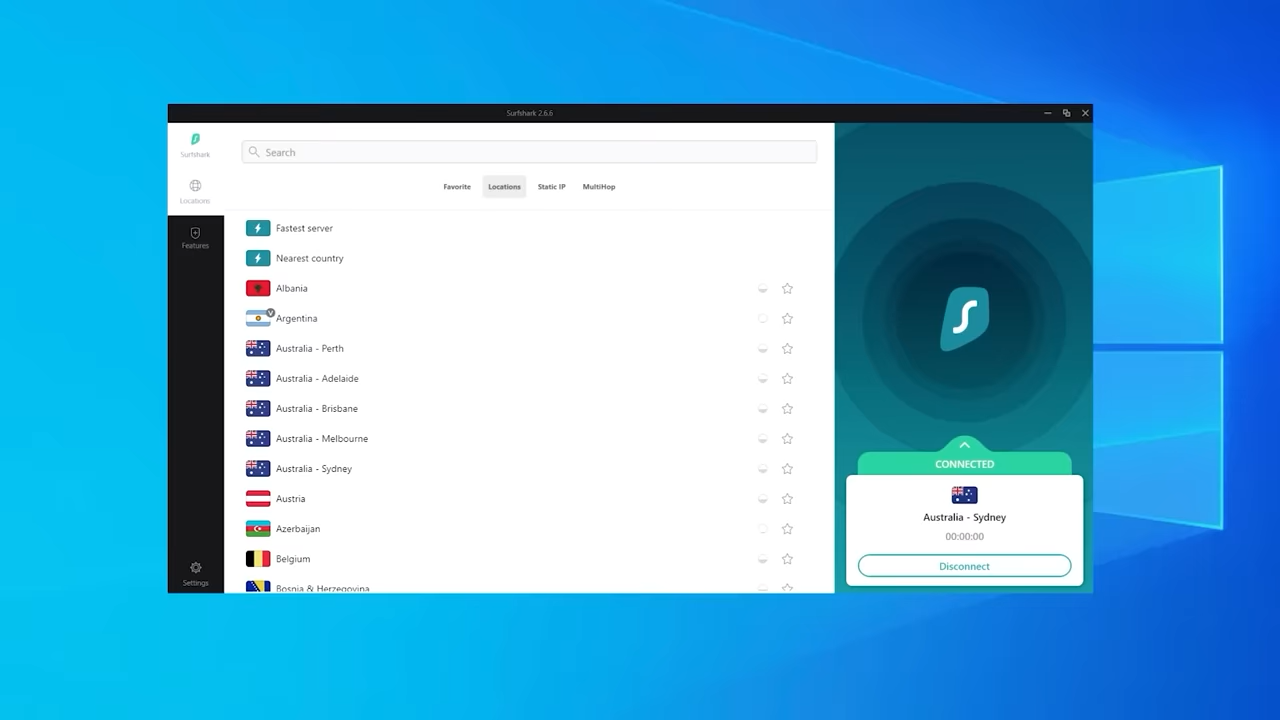 Surfshark 2.6.6
Surfshark
Locations
Features
Settings
Search
Favorite
Locations
Static IP
MultiHop
Fastest server
Nearest country
Albania
V
Argentina
Australia - Perth
Australia - Adelaide
Australia - Brisbane
Australia - Melbourne
Australia - Sydney
Austria
Azerbaijan
Belgium
Bosnia & Herzegovina
CONNECTED
Australia - Sydney
00:00:00
Disconnect